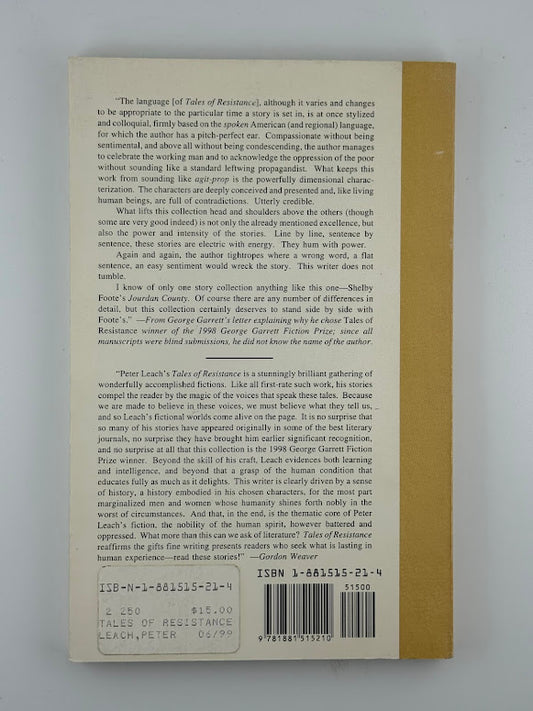 "The language [of Tales of Resistance], although it varies and changes
to be appropriate to the particular time a story is set in, is at once stylized
and colloquial, firmly based on the spoken American (and regional) language,
for which the author has a pitch-perfect ear. Compassionate without being
sentimental, and above all without being condescending, the author manages
to celebrate the working man and to acknowledge the oppression of the poor
without sounding like a standard leftwing propagandist. What keeps this
work from sounding like agit-prop is the powerfully dimensional charac-
terization. The characters are deeply conceived and presented and, like living
human beings, are full of contradictions. Utterly credible.
What lifts this collection head and shoulders above the others (though
some are very good indeed) is not only the already mentioned excellence, but
also the power and intensity of the stories. Line by line, sentence by
sentence, these stories are electric with energy. They hum with power.
Again and again, the author tightropes where a wrong word, a flat
sentence, an easy sentiment would wreck the story. This writer does not
tumble.
I know of only one story collection anything like this one—Shelby
Foote's Jourdan County. Of course there are any number of differences in
detail, but this collection certainly deserves to stand side by side with
Foote's." —From George Garrett's letter explaining why he chose Tales of
Resistance winner of the 1998 George Garrett Fiction Prize; since all
manuscripts were blind submissions, he did not know the name of the author.
"Peter Leach's Tales of Resistance is a stunningly brilliant gathering of
wonderfully accomplished fictions. Like all first-rate such work, his stories
compel the reader by the magic of the voices that speak these tales. Because
we are made to believe in these voices, we must believe what they tell us,
and so Leach's fictional worlds come alive on the page. It is no surprise that
so many of his stories have appeared originally in some of the best literary
journals, no surprise they have brought him earlier significant recognition,
and no surprise at all that this collection is the 1998 George Garrett Fiction
Prize winner. Beyond the skill of his craft, Leach evidences both learning
and intelligence, and beyond that a grasp of the human condition that
educates fully as much as it delights. This writer is clearly driven by a sense
of history, a history embodied in his chosen characters, for the most part
marginalized men and women whose humanity shines forth nobly in the
worst of circumstances. And that, in the end, is the thematic core of Peter
Leach's fiction, the nobility of the human spirit, however battered and
oppressed. What more than this can we ask of literature? Tales of Resistance
reaffirms the gifts fine writing presents readers who seek what is lasting in
human experience—read these stories!" —Gordon Weaver
ISBN 1-881515-21-4
51500
9 781881 515210
ISB-N-1-881515-21-4
2 250 $15.00
TALES OF RESISTANCE
LEACH,PETER 06/99